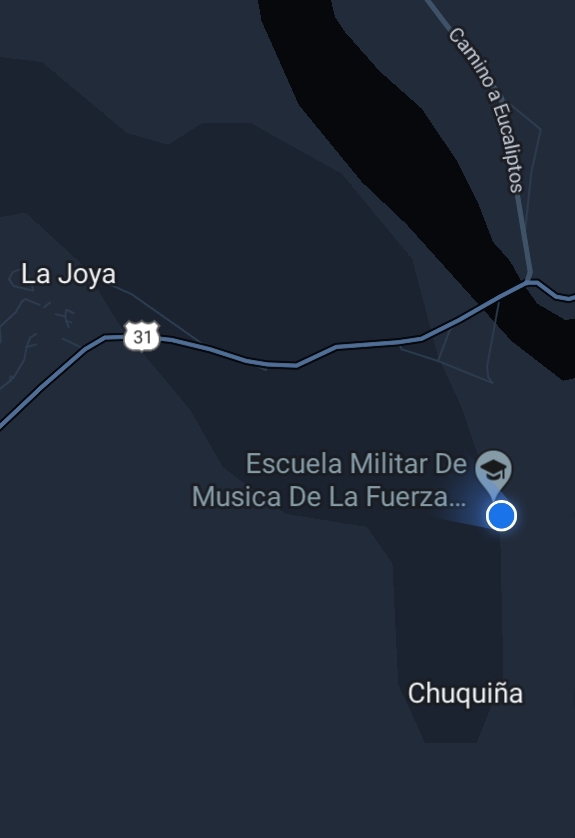 Camino a Eucaliptos
La Joya
31
Escuela Militar De
Musica De La Fuerza...
Chuquiña